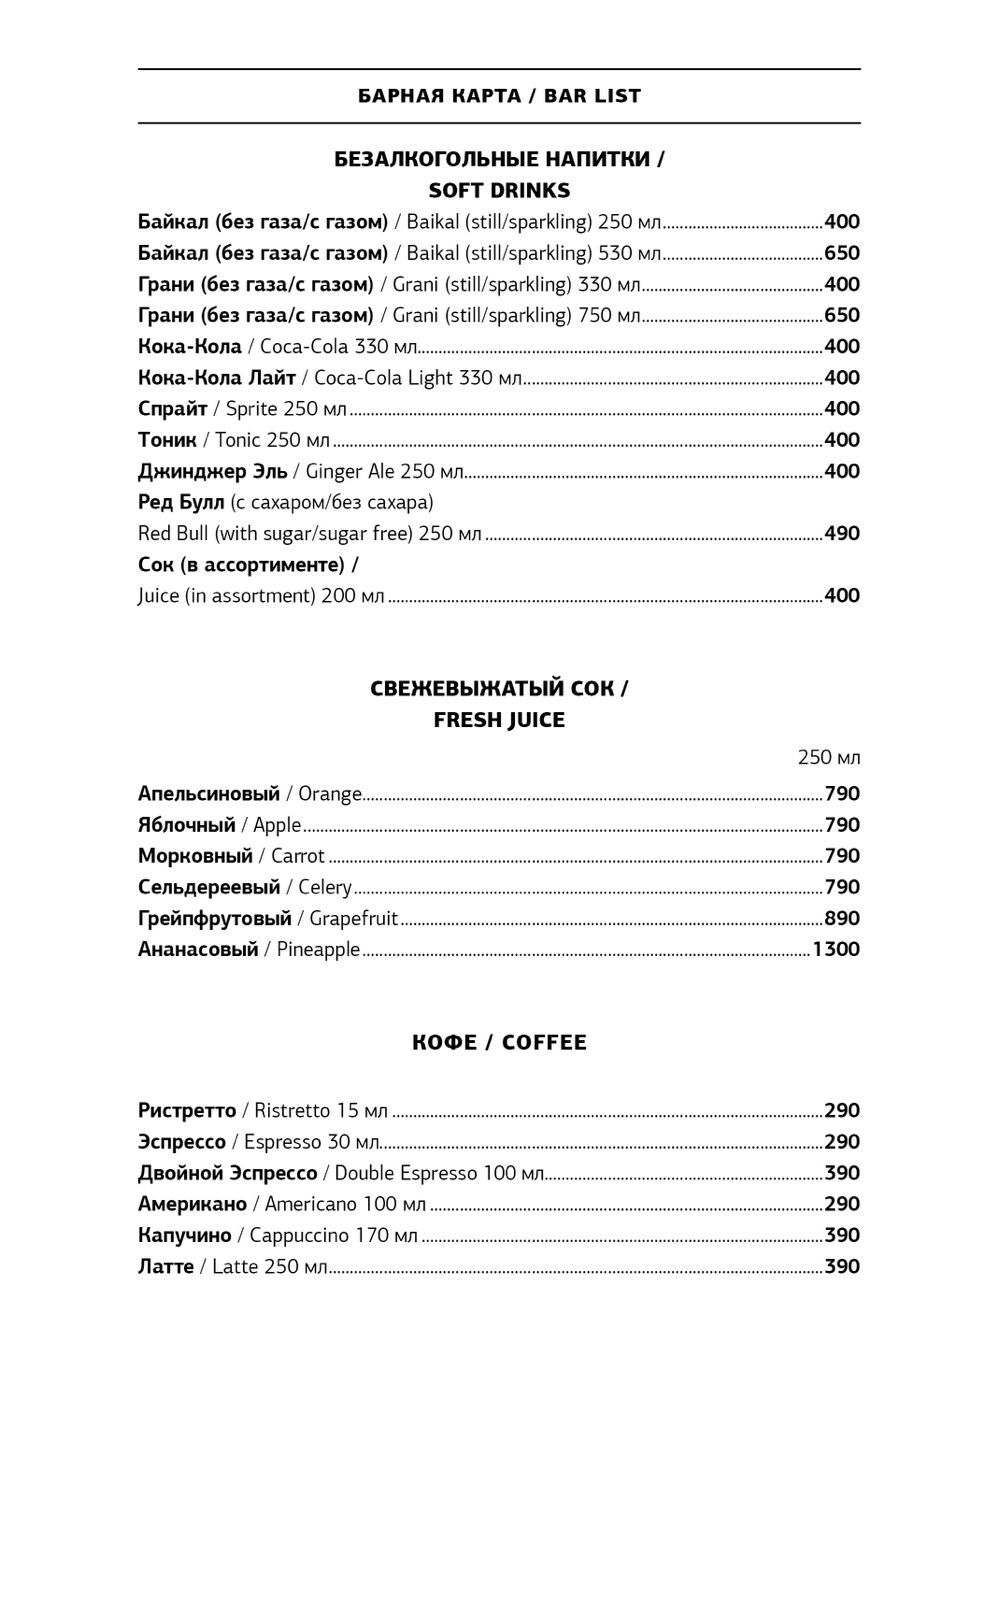 БАРНАЯ КАРТА / BAR LIST
БЕЗАЛКОГОЛЬНЫЕ НАПИТКИ /
SOFT DRINKS
Байкал (без газа/с газом) / Baikal (still/sparkling) 250 мл 400
Байкал (без газа/с газом) / Baikal (still/sparkling) 530 мл 650
Грани (без газа/с газом) / Grani (still/sparkling) 330 мл 400
Грани (без газа/с газом) / Grani (still/sparkling) 750 мл 650
Кока-Кола / Coca-Cola 330 мл 400
Кока-Кола Лайт / Coca-Cola Light 330 мл 400
Спрайт / Sprite 250 мл 400
Тоник / Tonic 250 мл 400
Джинджер Эль / Ginger Ale 250 мл 400
Ред Булл (с сахаром/без сахара)
Red Bull (with sugar/sugar free) 250 мл 490
Сок (в ассортименте) /
Juice (in assortment) 200 мл 400
СВЕЖЕВЫЖАТЫЙ СОК /
FRESH JUICE
250 мл
Апельсиновый / Orange 790
Яблочный / Apple 790
Морковный / Carrot 790
Сельдереевый / Celery 790
Грейпфрутовый / Grapefruit 890
Ананасовый / Pineapple 1300
КОФЕ / COFFEE
Ристретто / Ristretto 15 мл 290
Эспрессо / Espresso 30 мл 290
Двойной Эспрессо / Double Espresso 100 мл 390
Американо / Americano 100 мл 290
Капучино / Cappuccino 170 мл 390
Латте / Latte 250 мл 390